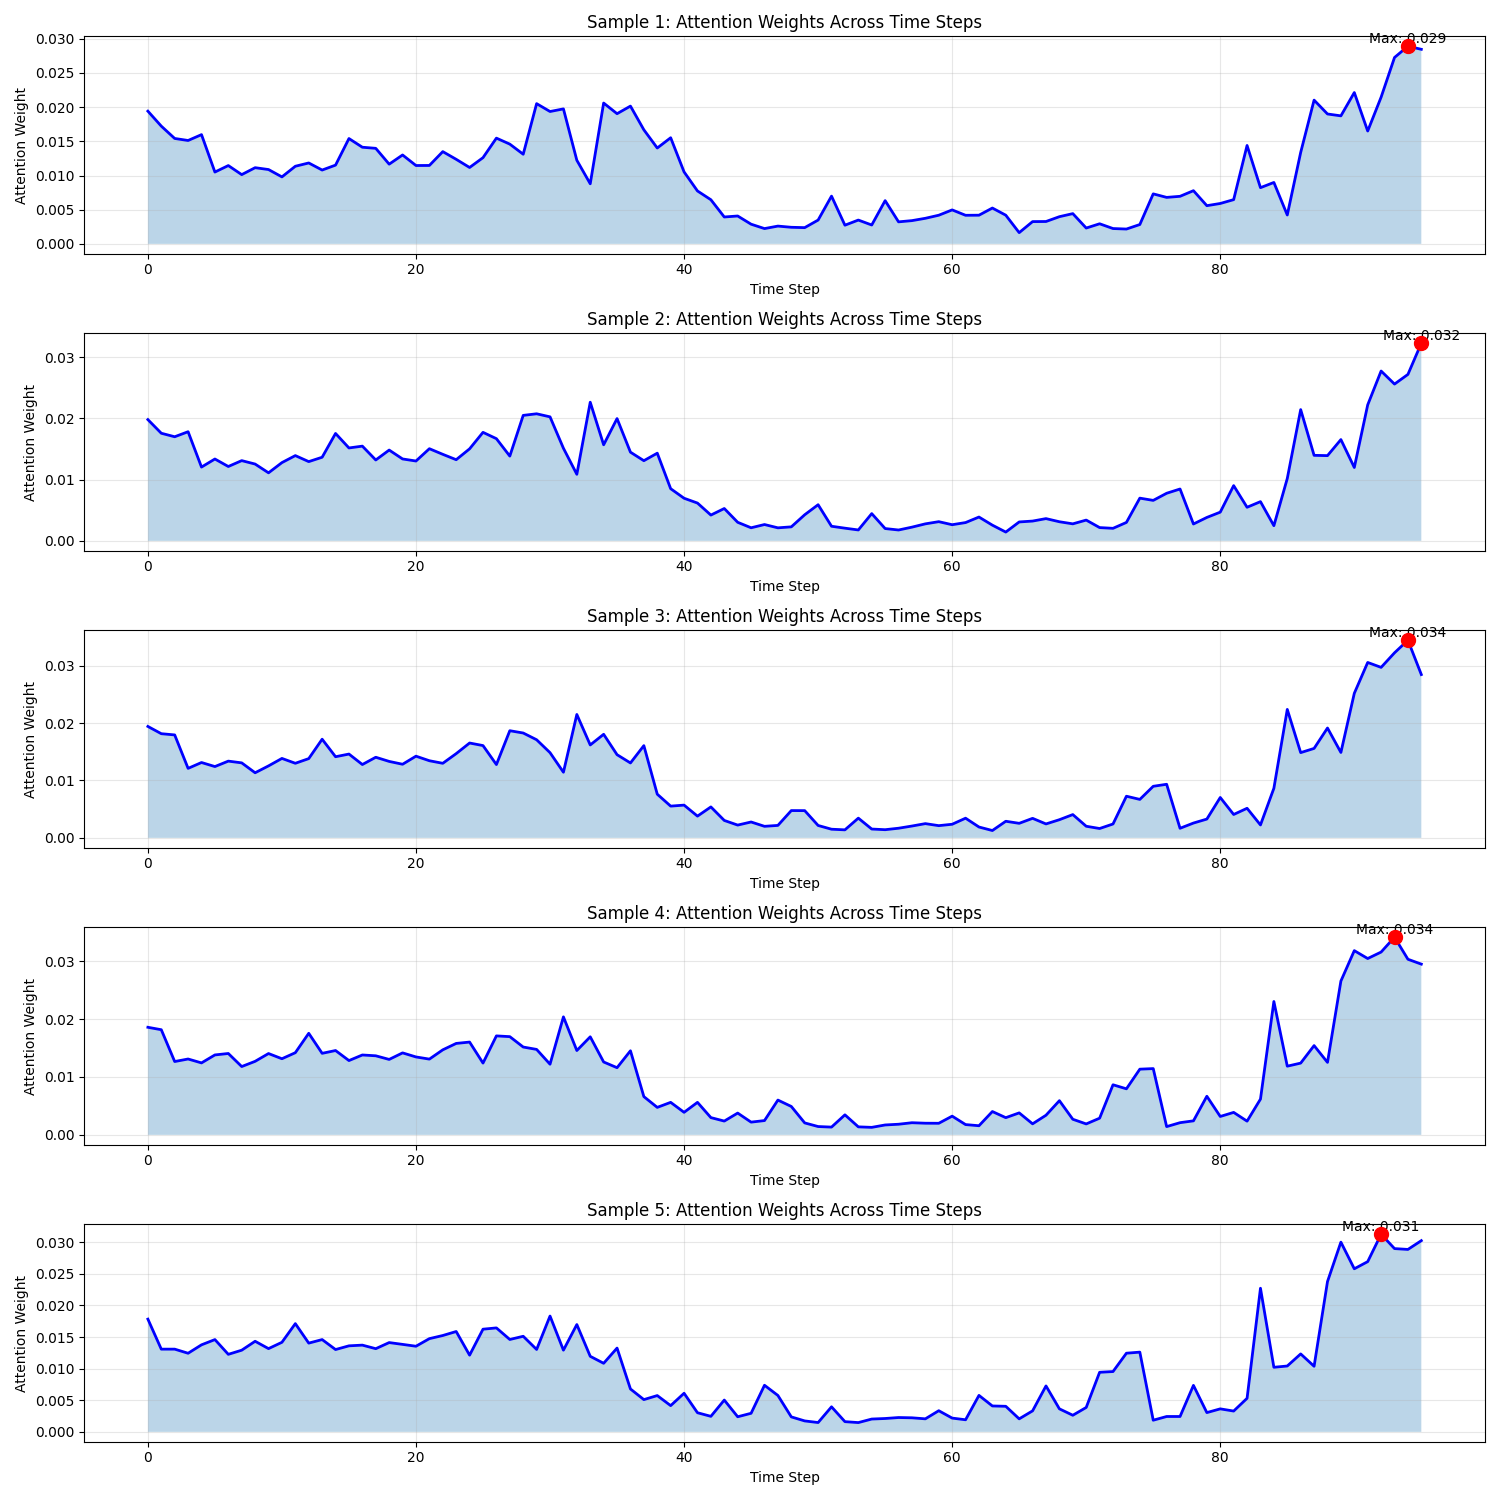 Sample 1: Attention Weights Across Time Steps
Max: 0.029
0.030
0.025
0.020
0.015
0.010
0.005
0.000
Attention Weight
0 20 40 60 80
Time Step
Sample 2: Attention Weights Across Time Steps
Max: 0.032
0.03
0.02
0.01
0.00
Attention Weight
0 20 40 60 80
Time Step
Sample 3: Attention Weights Across Time Steps
Max: 0.034
0.03
0.02
0.01
0.00
Attention Weight
0 20 40 60 80
Time Step
Sample 4: Attention Weights Across Time Steps
Max: 0.034
0.03
0.02
0.01
0.00
Attention Weight
0 20 40 60 80
Time Step
Sample 5: Attention Weights Across Time Steps
Max: 0.031
0.030
0.025
0.020
0.015
0.010
0.005
0.000
Attention Weight
0 20 40 60 80
Time Step